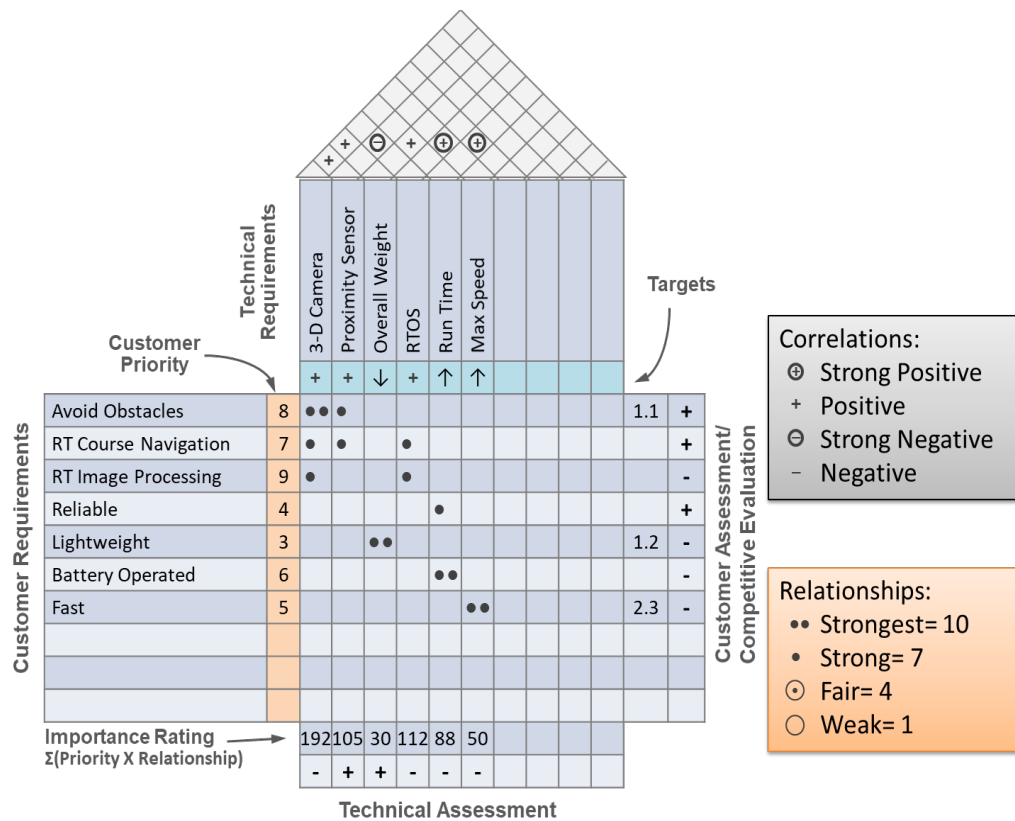 + ⊖ + ⊕ ⊕
+
Technical
Requirements
3-D Camera
Proximity Sensor
Overall Weight
RTOS
Run Time
Max Speed
Targets
Customer
Priority
+ + ↓ + ↑ ↑
Customer Requirements
Avoid Obstacles 8 •• • 1.1 +
RT Course Navigation 7 • • • +
RT Image Processing 9 • • -
Reliable 4 • +
Lightweight 3 •• 1.2 -
Battery Operated 6 •• -
Fast 5 •• 2.3 -
Customer Assessment/
Competitive Evaluation
Importance Rating
Σ(Priority X Relationship)
192 105 30 112 88 50
- + + - - -
Technical Assessment
Correlations:
⊕ Strong Positive
+ Positive
⊖ Strong Negative
− Negative
Relationships:
•• Strongest= 10
• Strong= 7
⊙ Fair= 4
○ Weak= 1